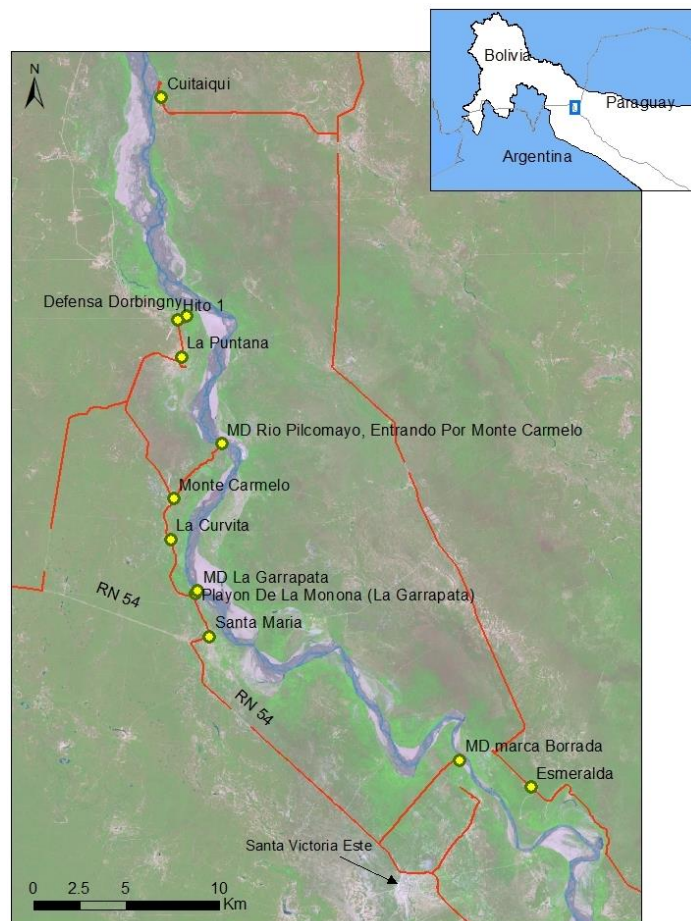 Bolivia
Paraguay
Argentina
N
Cuitaiqui
Defensa Dorbingny
Hito 1
La Puntana
MD Rio Pilcomayo, Entrando Por Monte Carmelo
Monte Carmelo
La Curvita
MD La Garrapata
Playon De La Monona (La Garrapata)
RN 54
Santa Maria
RN 54
MD marca Borrada
Esmeralda
Santa Victoria Este
0 2.5 5 10
Km